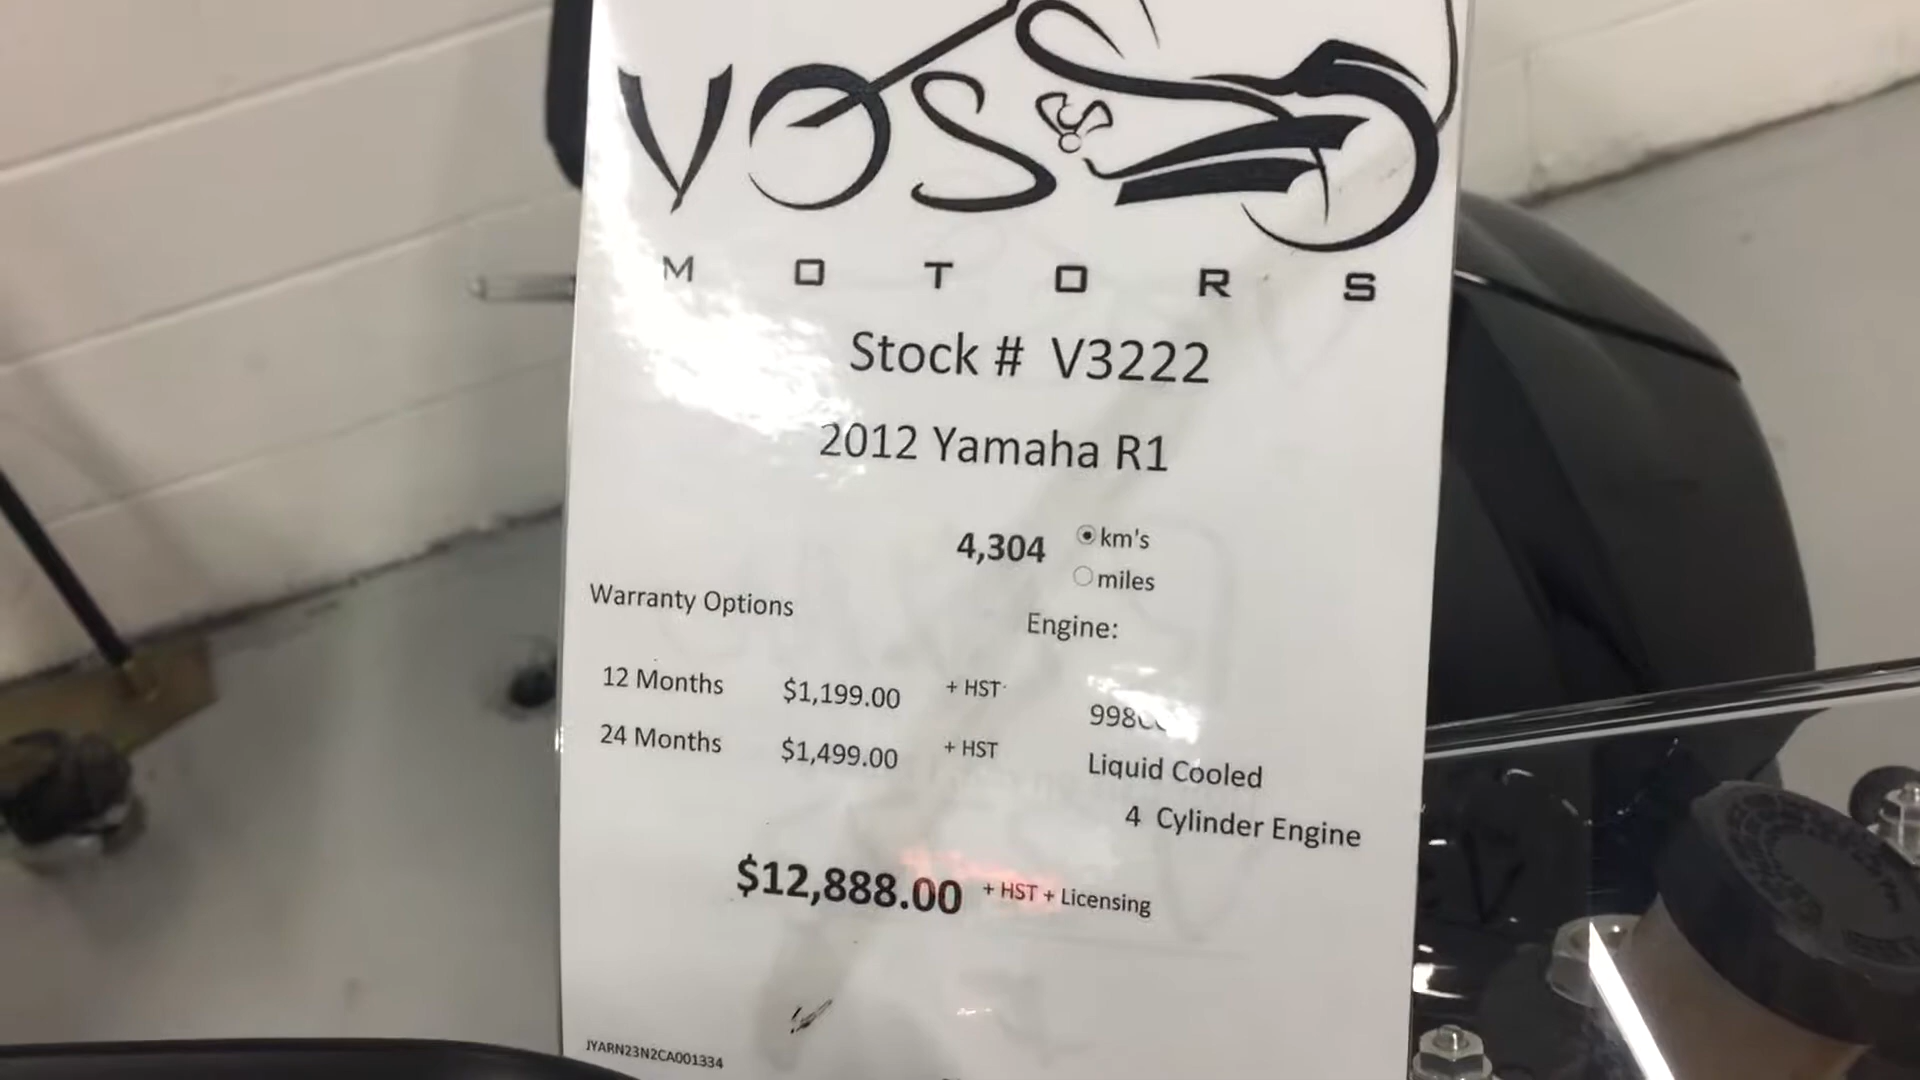 VOS
MOTORS
Stock # V3222
2012 Yamaha R1
4,304 km's
miles
Warranty Options
Engine:
12 Months $1,199.00 + HST
998cc
24 Months $1,499.00 + HST
Liquid Cooled
4 Cylinder Engine
$12,888.00 + HST + Licensing
JYARN23N2CA001334